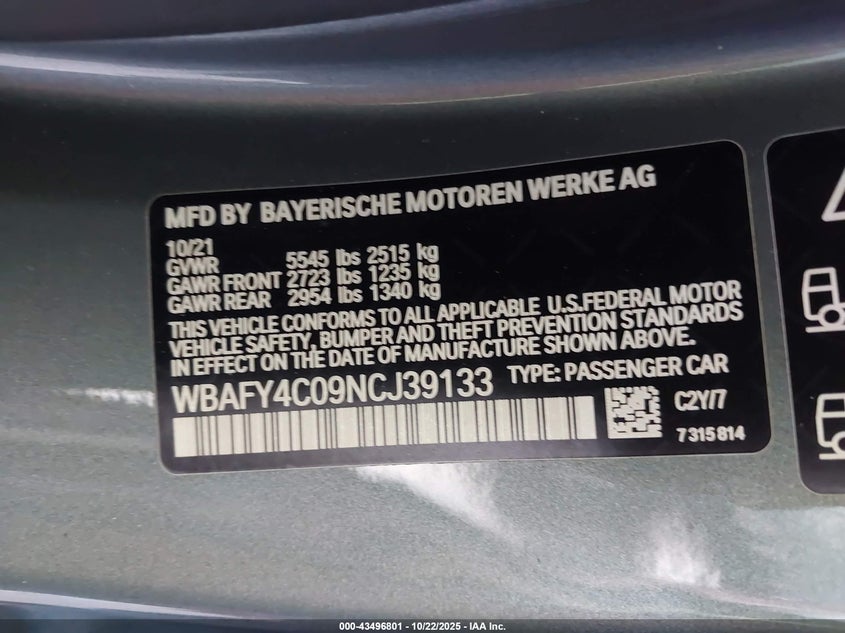 MFD BY BAYERISCHE MOTOREN WERKE AG
10/21
GVWR 5545 lbs 2515 kg
GAWR FRONT 2723 lbs 1235 kg
GAWR REAR 2954 lbs 1340 kg
THIS VEHICLE CONFORMS TO ALL APPLICABLE U.S.FEDERAL MOTOR
VEHICLE SAFETY, BUMPER AND THEFT PREVENTION STANDARDS
IN EFFECT ON THE DATE OF MANUFACTURE SHOWN ABOVE.
WBAFY4C09NCJ39133 TYPE: PASSENGER CAR
C2Y/7
7315814
000-43496801 - 10/22/2025 - IAA Inc.